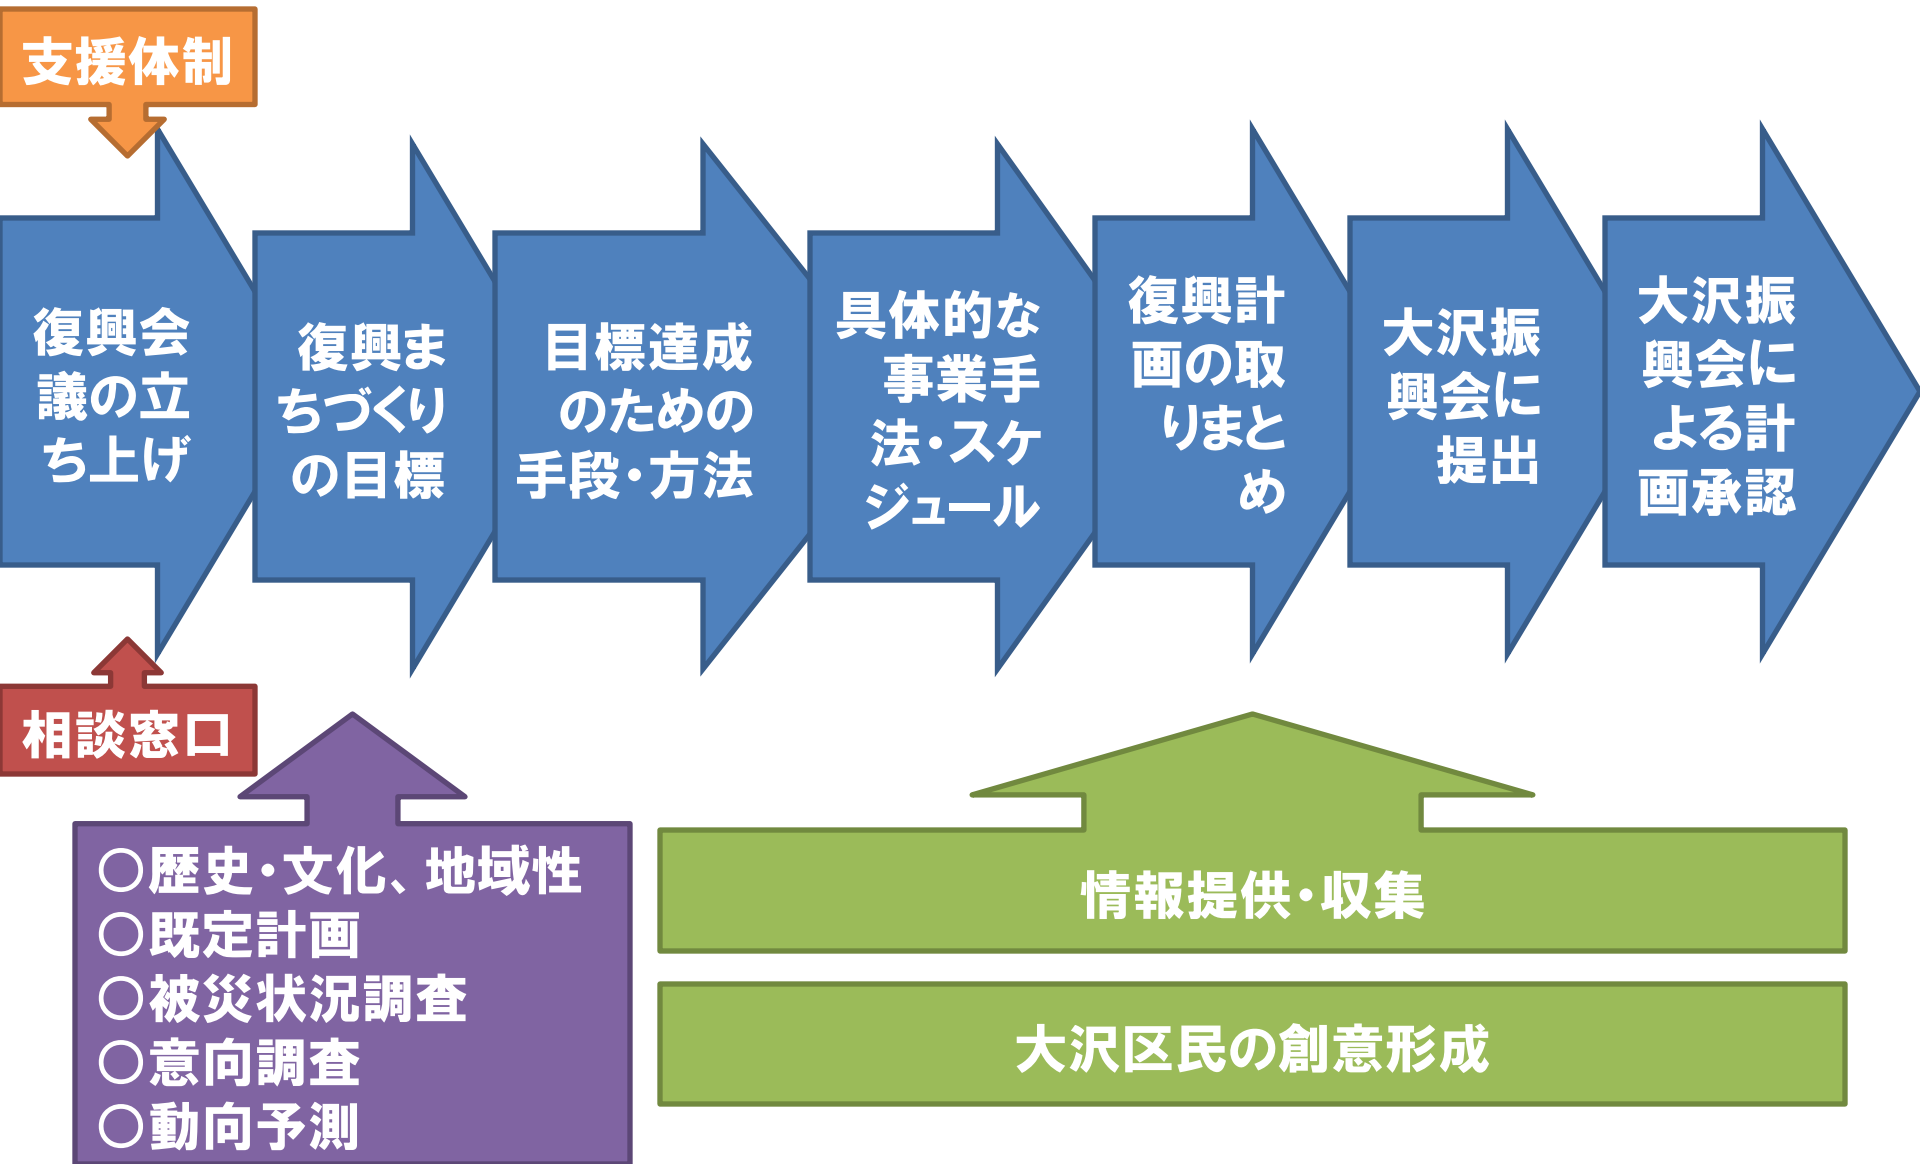 支援体制
復興会
議の立
ち上げ
復興ま
ちづくり
の目標
目標達成
のための
手段・方法
具体的な
事業手
法・スケ
ジュール
復興計
画の取
りまと
め
大沢振
興会に
提出
大沢振
興会に
よる計
画承認
相談窓口
○歴史・文化、地域性
○既定計画
○被災状況調査
○意向調査
○動向予測
情報提供・収集
大沢区民の創意形成